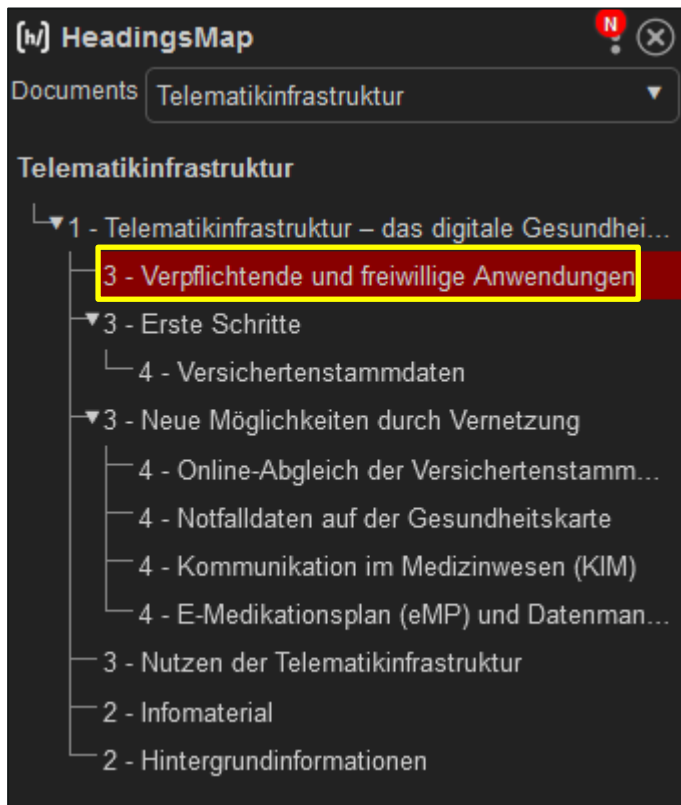 [h/] HeadingsMap
N
Documents Telematikinfrastruktur
Telematikinfrastruktur
1 - Telematikinfrastruktur – das digitale Gesundhei...
3 - Verpflichtende und freiwillige Anwendungen
3 - Erste Schritte
4 - Versichertenstammdaten
3 - Neue Möglichkeiten durch Vernetzung
4 - Online-Abgleich der Versichertenstamm...
4 - Notfalldaten auf der Gesundheitskarte
4 - Kommunikation im Medizinwesen (KIM)
4 - E-Medikationsplan (eMP) und Datenman...
3 - Nutzen der Telematikinfrastruktur
2 - Infomaterial
2 - Hintergrundinformationen